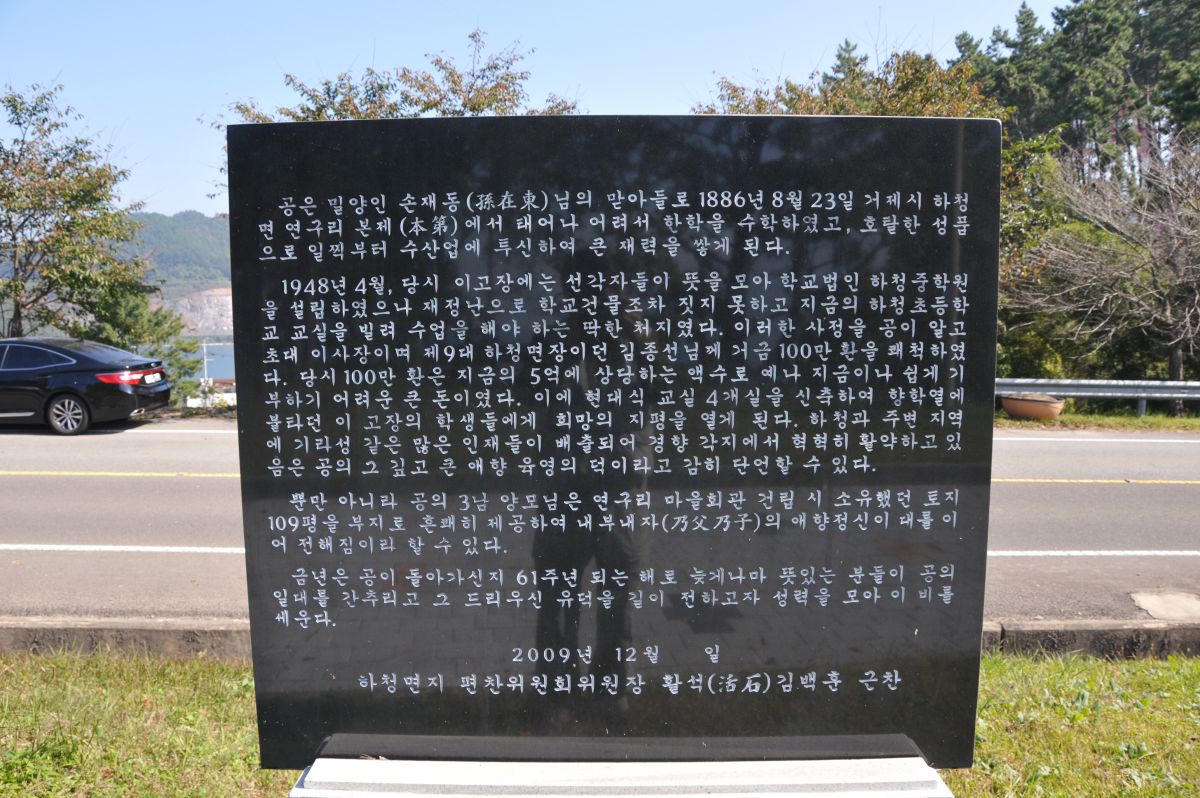 공은 밀양인 손재동(孫在東)님의 맏아들로 1886년 8월 23일 거제시 하청
면 연구리 본제(本第)에서 태어나 어려서 한학을 수학하였고, 호탈한 성품
으로 일찍부터 수산업에 투신하여 큰 재력을 쌓게 된다.
1948년 4월, 당시 이고장에는 선각자들이 뜻을 모아 학교법인 하청중학원
을 설립하였으나 재정난으로 학교건물조차 짓지 못하고 지금의 하청초등학
교 교실을 빌려 수업을 해야 하는 딱한 처지였다. 이러한 사정을 공이 알고
초대 이사장이며 제9대 하청면장이던 김종선님께 거금 100만 환을 쾌척하였
다. 당시 100만 환은 지금의 5억에 상당하는 액수로 예나 지금이나 쉽게 기
부하기 어려운 큰 돈이였다. 이에 현대식 교실 4개실을 신축하여 향학열에
불타던 이 고장의 학생들에게 희망의 지평을 열게 된다. 하청과 주변 지역
에 기라성 같은 많은 인재들이 배출되어 경향 각지에서 혁혁히 활약하고 있
음은 공의 그 깊고 큰 애향 육영의 덕이라고 감히 단언할 수 있다.
뿐만 아니라 공의 3남 양모님은 연구리 마을회관 건립 시 소유했던 토지
109평을 부지로 흔쾌히 제공하여 내부내자(乃父乃子)의 애향정신이 대를 이
어 전해짐이라 할 수 있다.
금년은 공이 돌아가신지 61주년 되는 해로 늦게나마 뜻있는 분들이 공의
일대를 간추리고 그 드리우신 유덕을 길이 전하고자 성력을 모아 이 비를
세운다.
2009년 12월 일
하청면지 편찬위원회위원장 활석(活石)김백훈 근찬